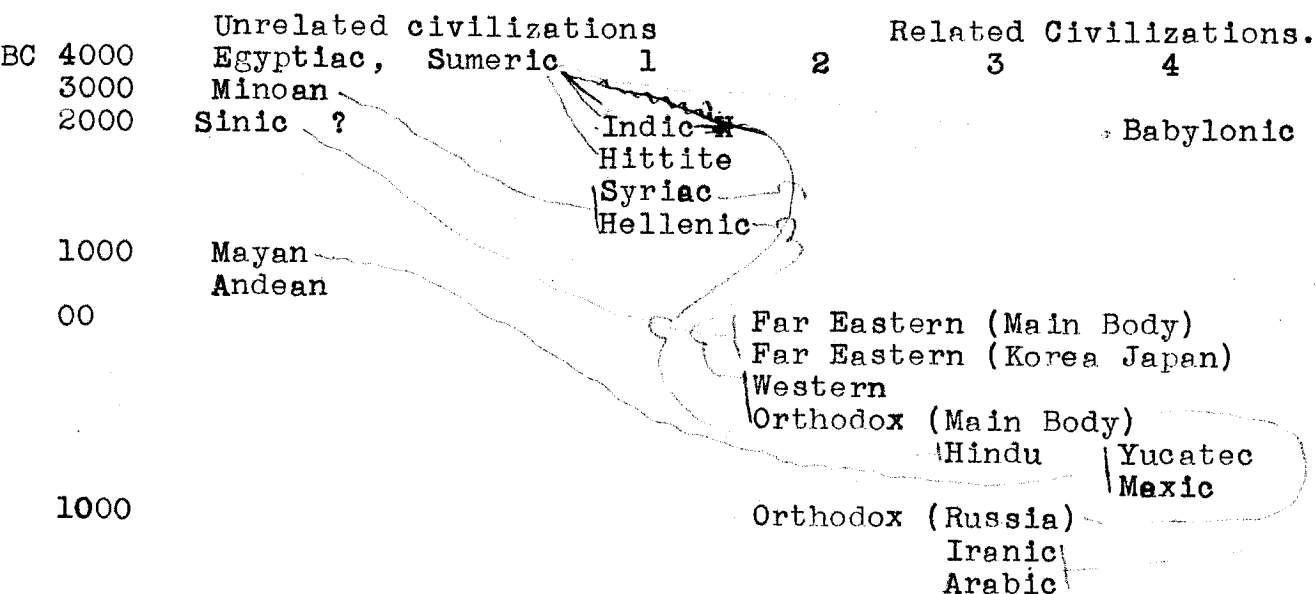 Unrelated civilizations Related Civilizations.
BC 4000 Egyptiac, Sumeric 1 2 3 4
3000 Minoan
2000 Sinic ? Indic Babylonic
Hittite
Syriac
Hellenic
1000 Mayan
Andean
00 Far Eastern (Main Body)
Far Eastern (Korea Japan)
Western
Orthodox (Main Body)
Hindu Yucatec
Mexic
1000 Orthodox (Russia)
Iranic
Arabic